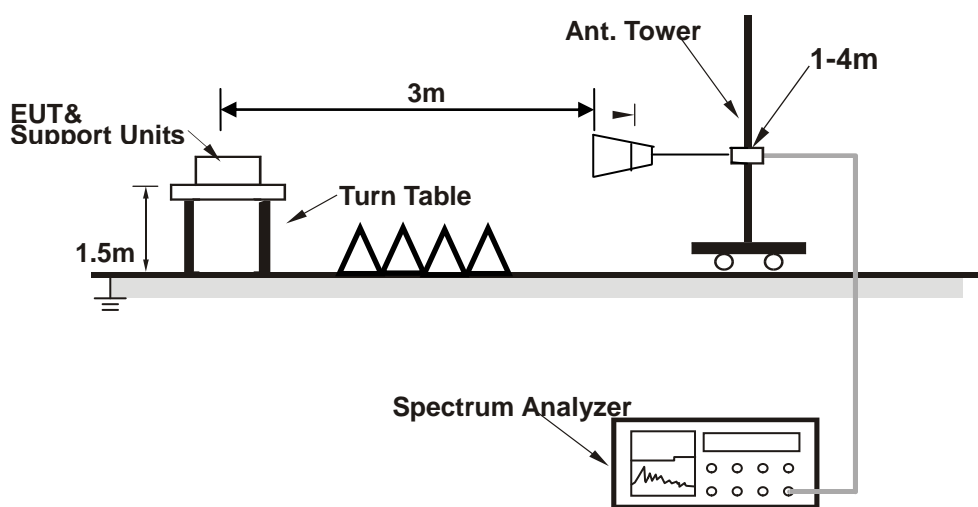 Ant. Tower
1-4m
3m
EUT&
Support Units
Turn Table
1.5m
Spectrum Analyzer